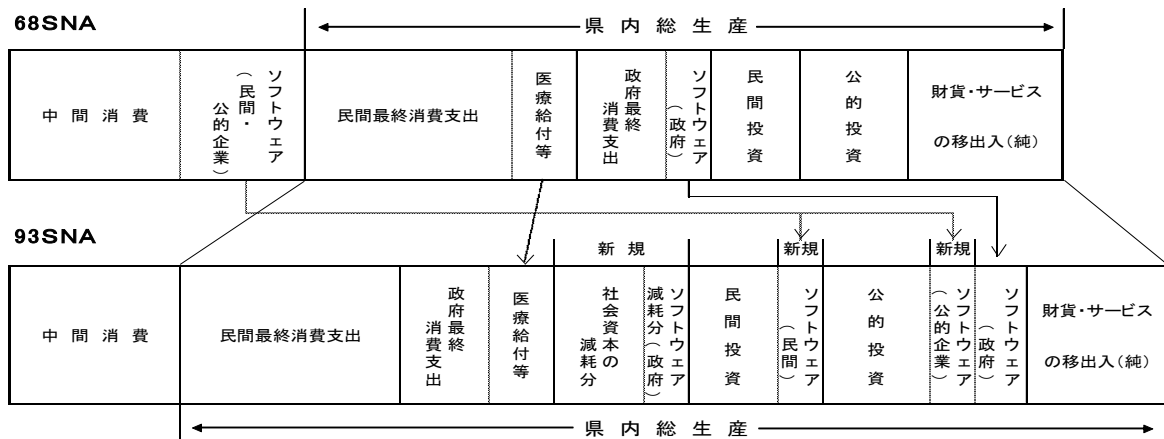 68SNA
県内総生産
中間消費
ソフトウェア
（民間・
公的企業）
民間最終消費支出
医療給付等
政府最終
消費支出
ソフトウェア
（政府）
民間投資
公的投資
財貨・サービス
の移出入（純）
93SNA
新規
新規
新規
中間消費
民間最終消費支出
政府最終
消費支出
医療給付等
社会資本の
減耗分
ソフトウェア
減耗分（政府）
民間投資
ソフトウェア
（民間）
公的投資
ソフトウェア
（公的企業）
ソフトウェア
（政府）
財貨・サービス
の移出入（純）
県内総生産